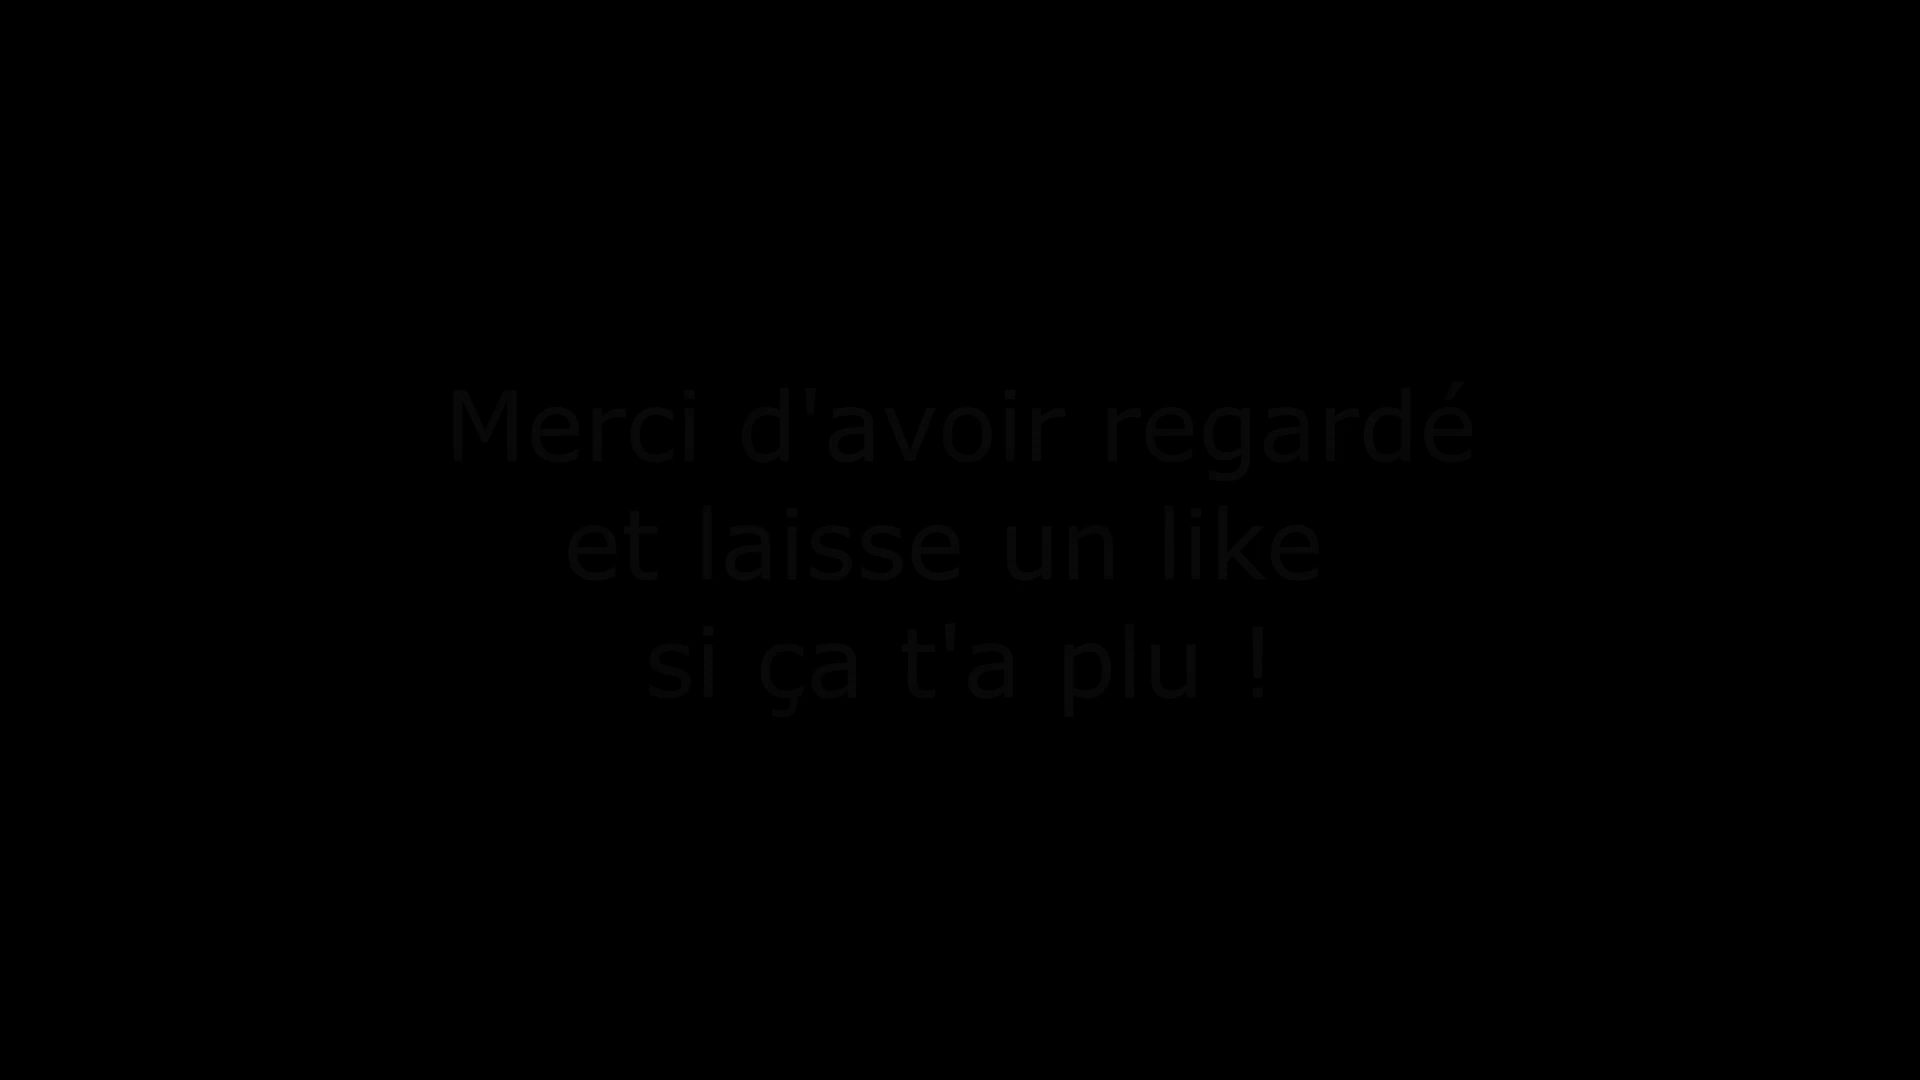 Merci d'avoir regardé
et laisse un like
si ça t'a plu !